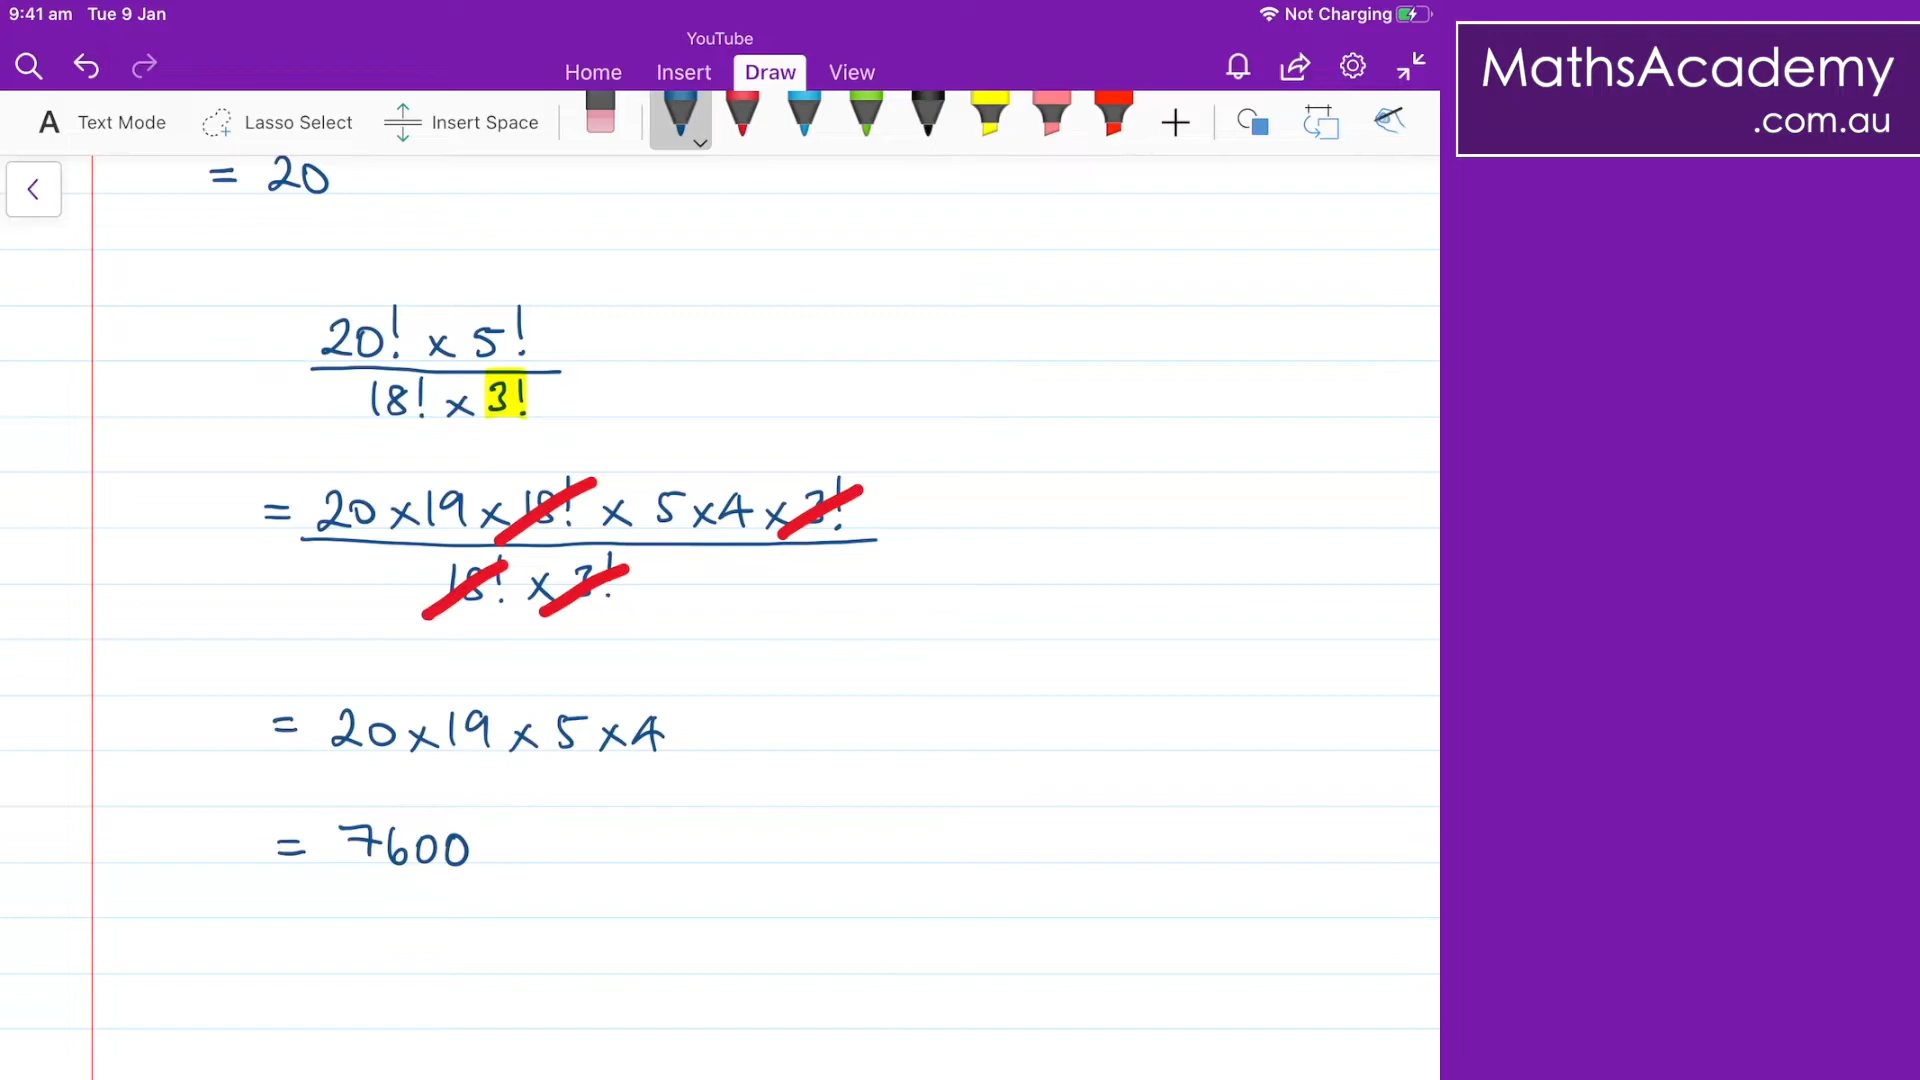 9:41 am Tue 9 Jan
Not Charging
YouTube
Home Insert Draw View
MathsAcademy
.com.au
A Text Mode Lasso Select Insert Space
= 20
20! x 5!
18! x 3!
= 20 x 19 x 18! x 5 x 4 x 3!
18! x 3!
= 20 x 19 x 5 x 4
= 7600